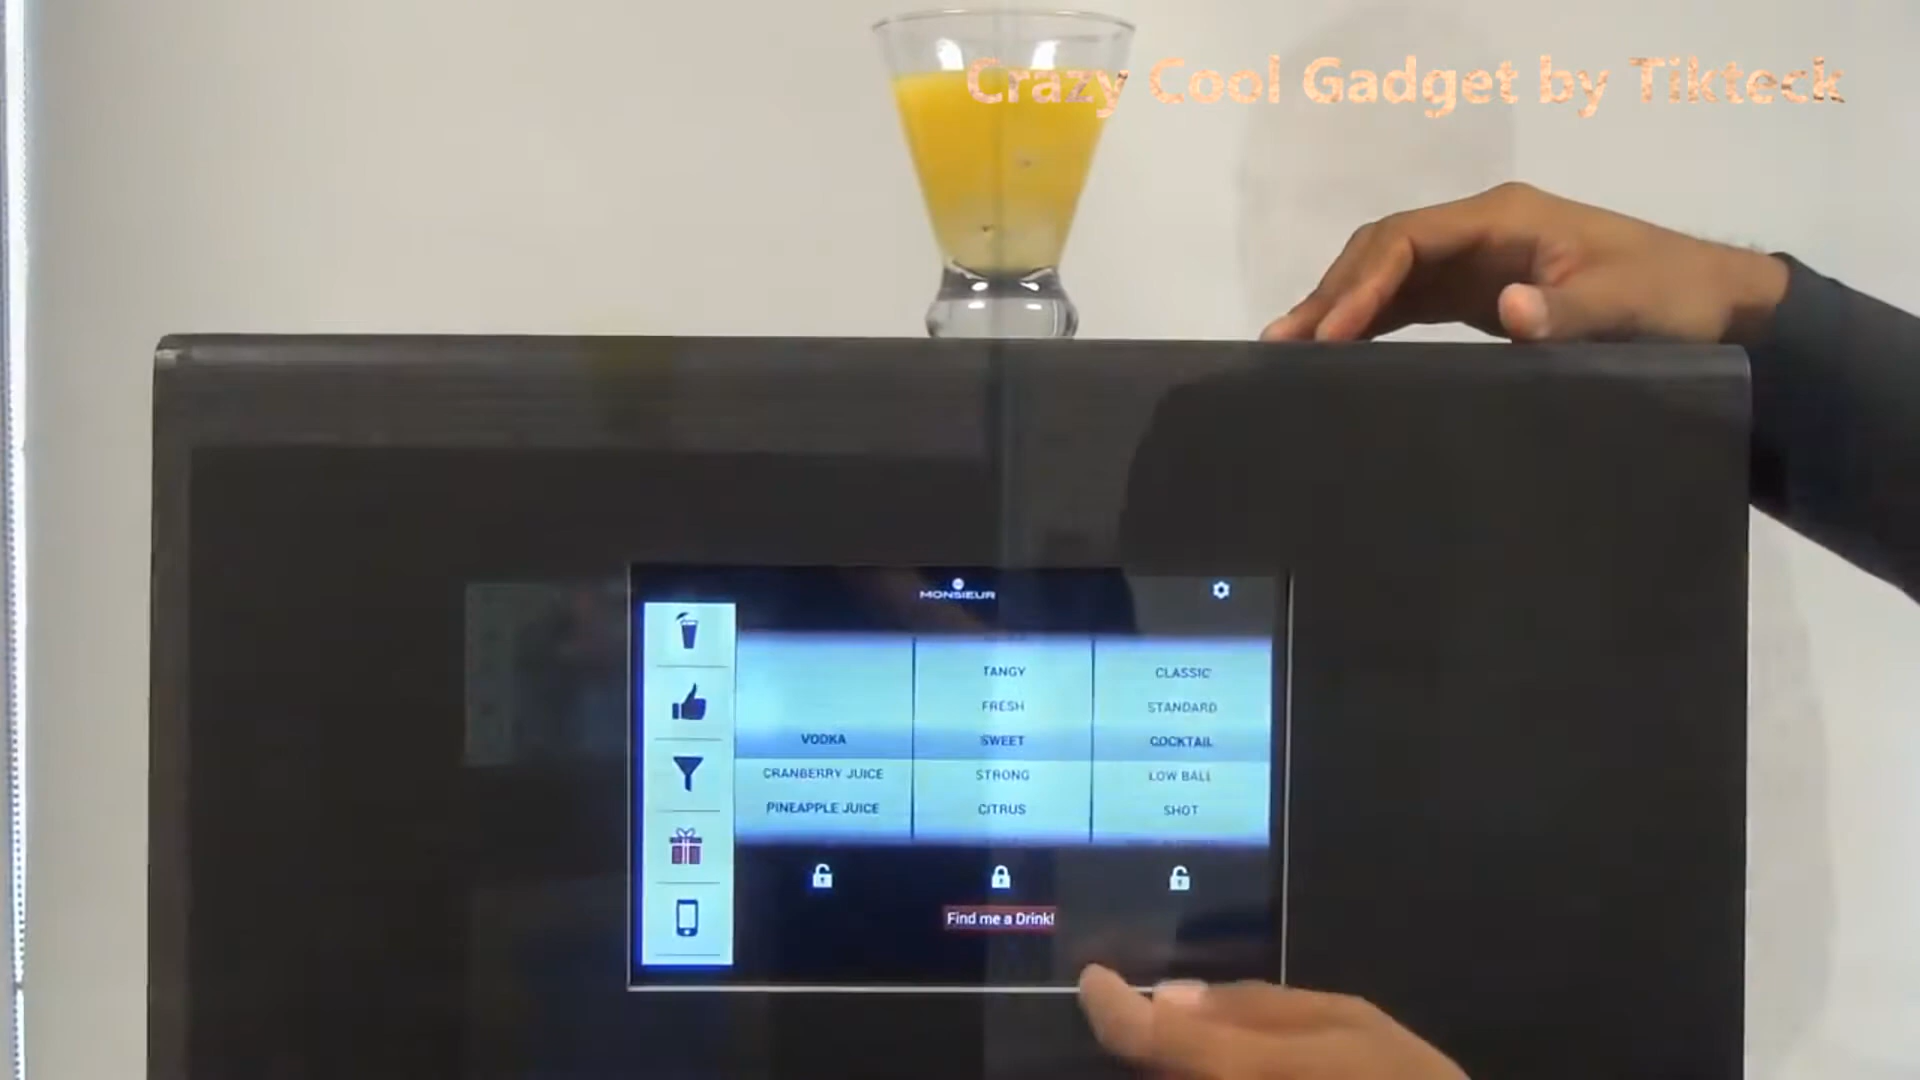 Crazy Cool Gadget by Tikteck
MONSIEUR
TANGY
CLASSIC
FRESH
STANDARD
VODKA
SWEET
COCKTAIL
CRANBERRY JUICE
STRONG
LOW BALL
PINEAPPLE JUICE
CITRUS
SHOT
Find me a Drink!